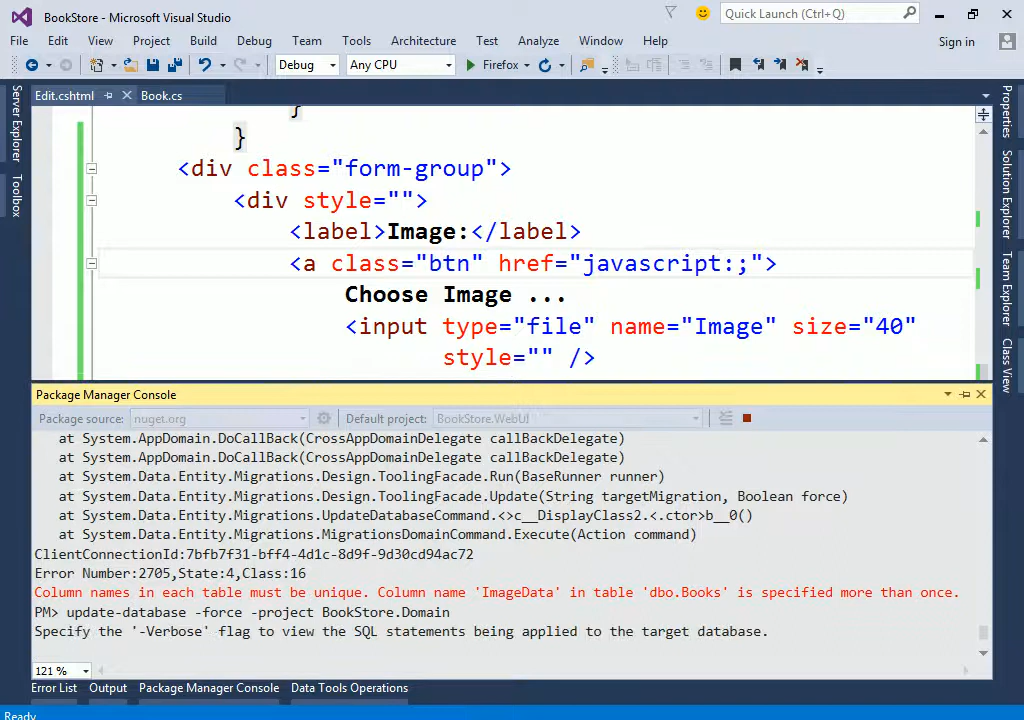 BookStore - Microsoft Visual Studio
Quick Launch (Ctrl+Q)
File Edit View Project Build Debug Team Tools Architecture Test Analyze Window Help
Sign in
Debug Any CPU Firefox
Edit.cshtml Book.cs
Server Explorer
Toolbox
Properties
Solution Explorer
Team Explorer
Class View
}
}
<div class="form-group">
<div style="">
<label>Image:</label>
<a class="btn" href="javascript:;">
Choose Image ...
<input type="file" name="Image" size="40"
style="" />
Package Manager Console
Package source: nuget.org Default project: BookStore.WebUI
at System.AppDomain.DoCallBack(CrossAppDomainDelegate callBackDelegate)
at System.AppDomain.DoCallBack(CrossAppDomainDelegate callBackDelegate)
at System.Data.Entity.Migrations.Design.ToolingFacade.Run(BaseRunner runner)
at System.Data.Entity.Migrations.Design.ToolingFacade.Update(String targetMigration, Boolean force)
at System.Data.Entity.Migrations.UpdateDatabaseCommand.<>c__DisplayClass2.<.ctor>b__0()
at System.Data.Entity.Migrations.MigrationsDomainCommand.Execute(Action command)
ClientConnectionId:7bfb7f31-bff4-4d1c-8d9f-9d30cd94ac72
Error Number:2705,State:4,Class:16
Column names in each table must be unique. Column name 'ImageData' in table 'dbo.Books' is specified more than once.
PM> update-database -force -project BookStore.Domain
Specify the '-Verbose' flag to view the SQL statements being applied to the target database.
121 %
Error List Output Package Manager Console Data Tools Operations
Ready